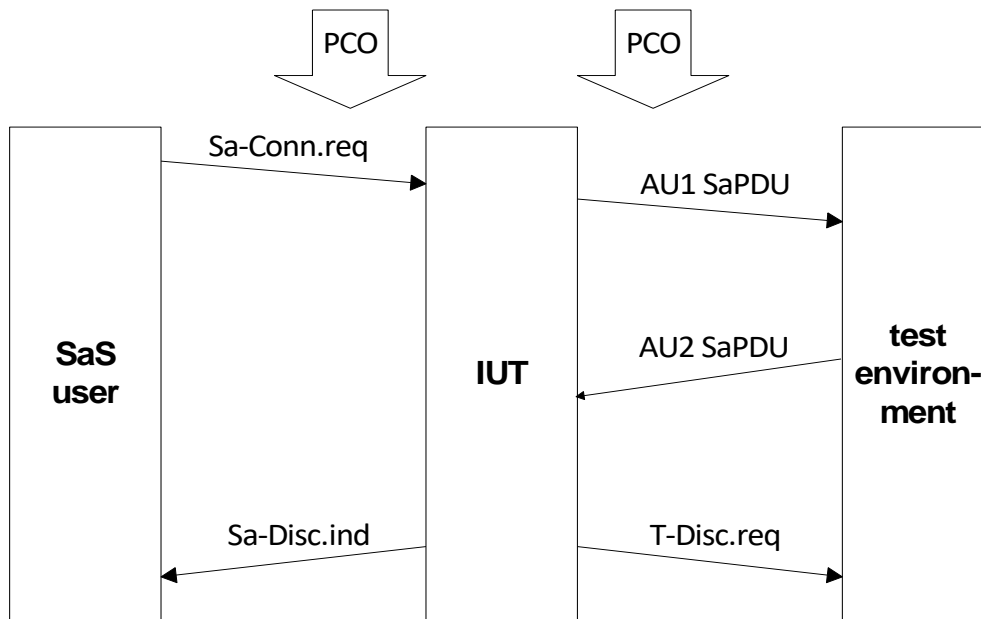 PCO
PCO
Sa-Conn.req
AU1 SaPDU
SaS
user
IUT
AU2 SaPDU
test
environ-
ment
Sa-Disc.ind
T-Disc.req